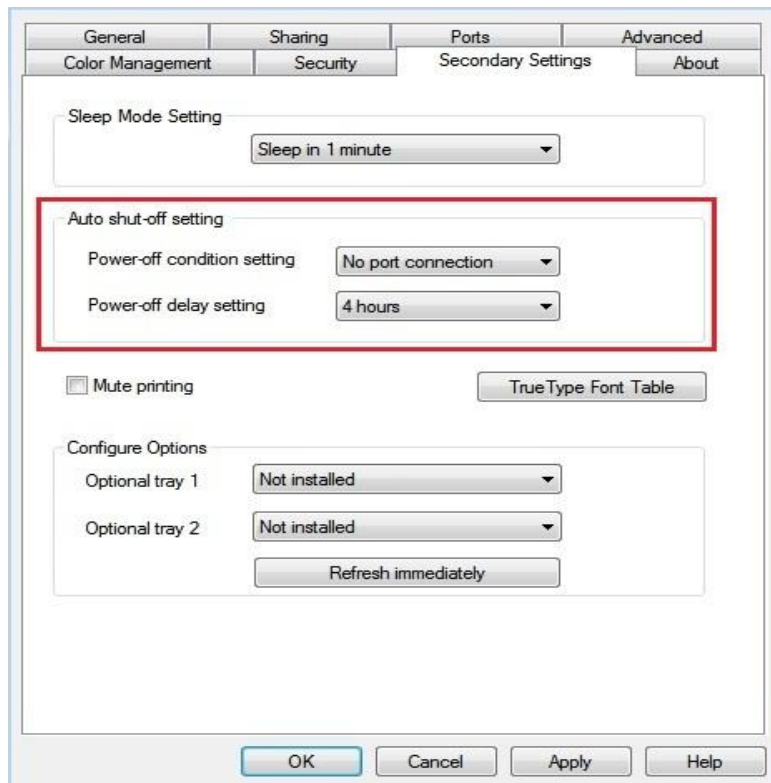 General Sharing Ports Advanced
Color Management Security Secondary Settings About
Sleep Mode Setting
Sleep in 1 minute
Auto shut-off setting
Power-off condition setting No port connection
Power-off delay setting 4 hours
Mute printing TrueType Font Table
Configure Options
Optional tray 1 Not installed
Optional tray 2 Not installed
Refresh immediately
OK Cancel Apply Help